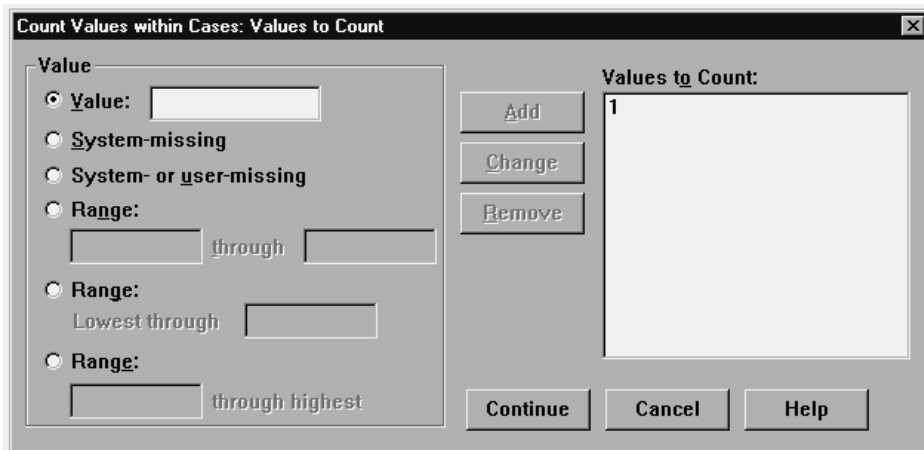 Count Values within Cases: Values to Count
Value
Value:
System-missing
System- or user-missing
Range:
through
Range:
Lowest through
Range:
through highest
Add
Change
Remove
Values to Count:
1
Continue
Cancel
Help